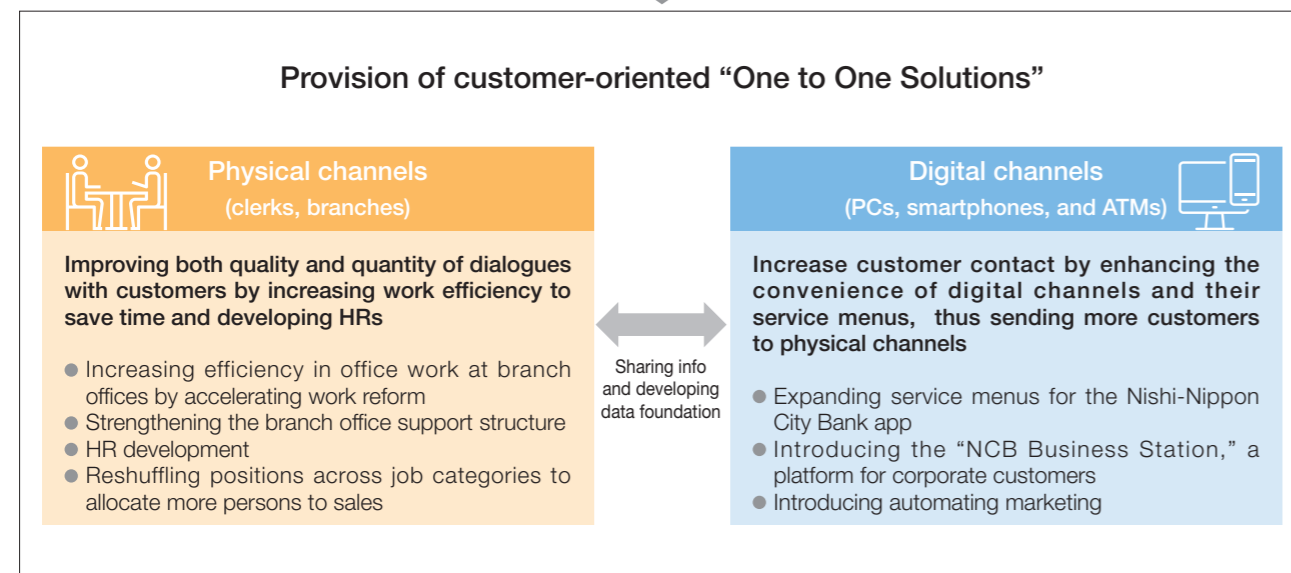 Provision of customer-oriented “One to One Solutions”
Physical channels
(clerks, branches)
Improving both quality and quantity of dialogues
with customers by increasing work efficiency to
save time and developing HRs
● Increasing efficiency in office work at branch
offices by accelerating work reform
● Strengthening the branch office support structure
● HR development
● Reshuffling positions across job categories to
allocate more persons to sales
Sharing info
and developing
data foundation
Digital channels
(PCs, smartphones, and ATMs)
Increase customer contact by enhancing the
convenience of digital channels and their
service menus, thus sending more customers
to physical channels
● Expanding service menus for the Nishi-Nippon
City Bank app
● Introducing the “NCB Business Station,” a
platform for corporate customers
● Introducing automating marketing